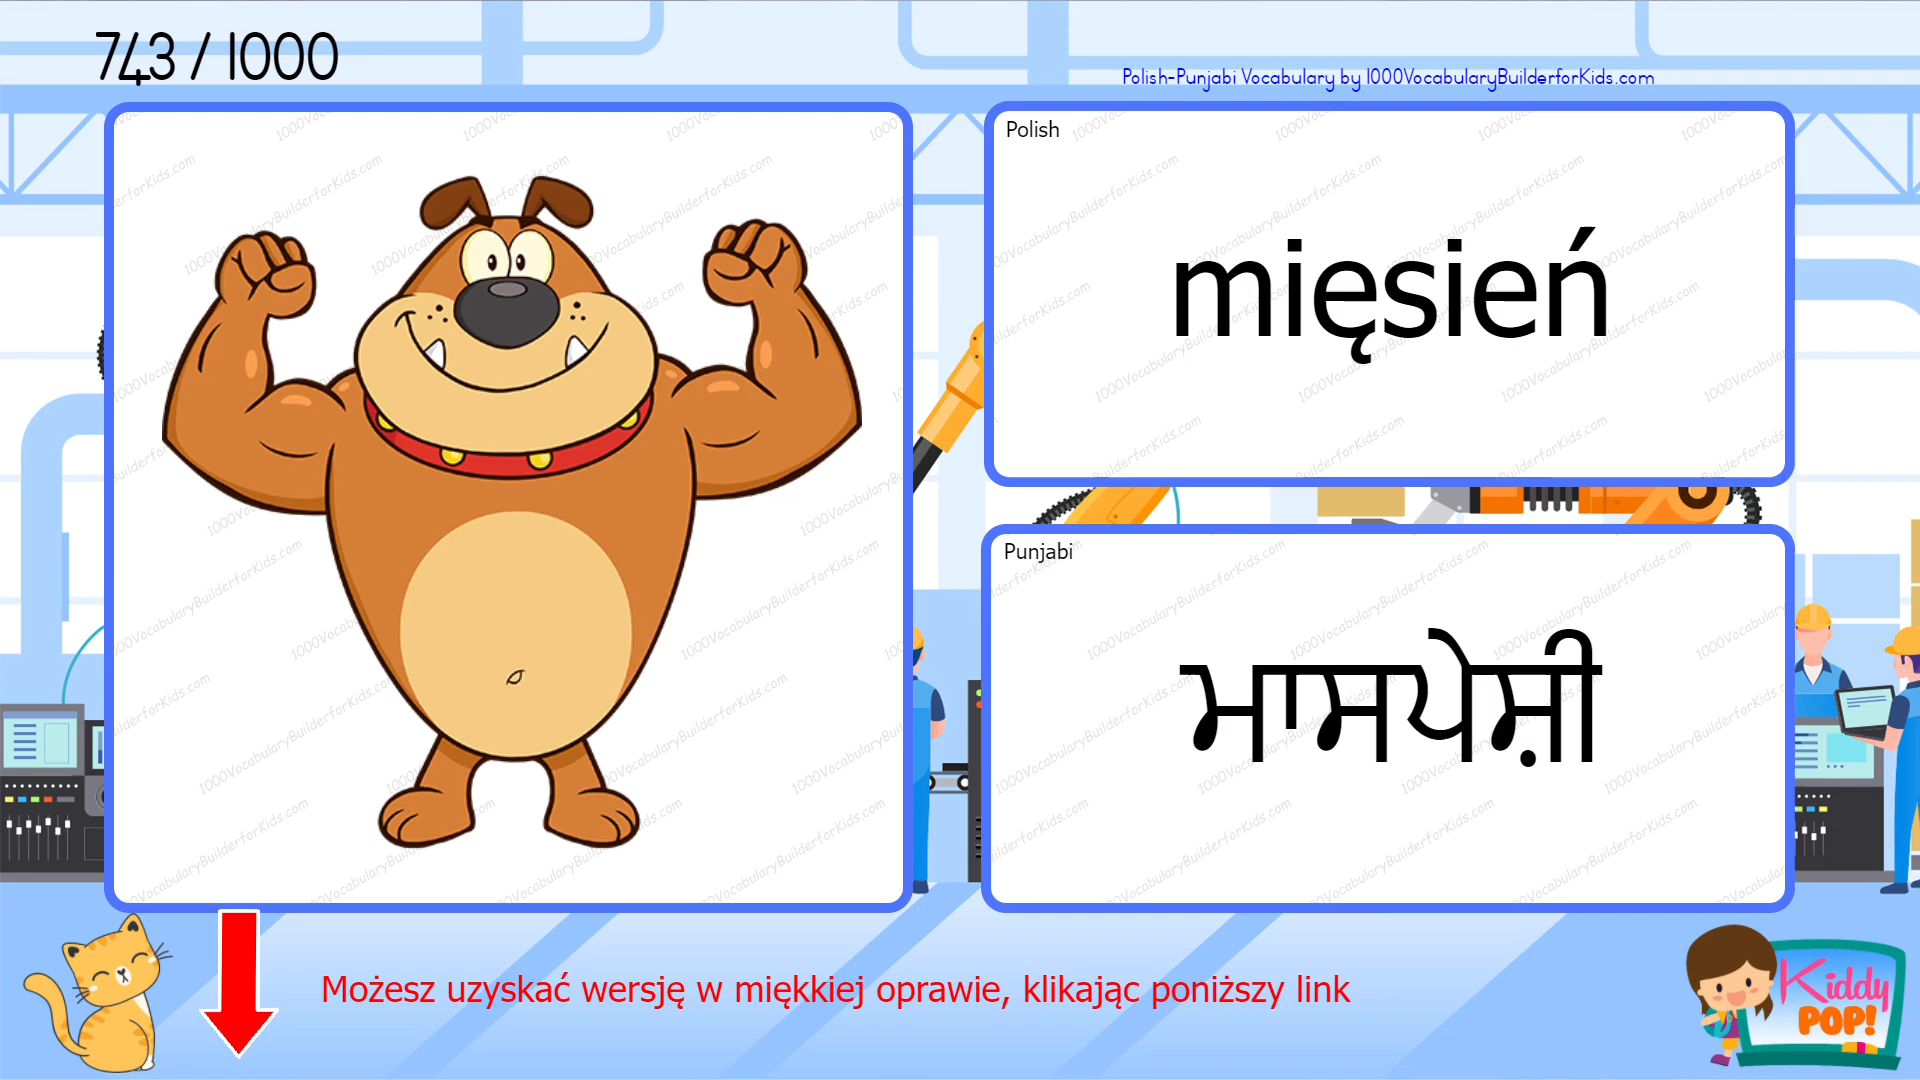 743 / 1000
Polish-Punjabi Vocabulary by 1000VocabularyBuilderforKids.com
Polish
mięsień
Punjabi
ਮਾਸਪੇਸ਼ੀ
Możesz uzyskać wersję w miękkiej oprawie, klikając poniższy link
Kiddy
POP!